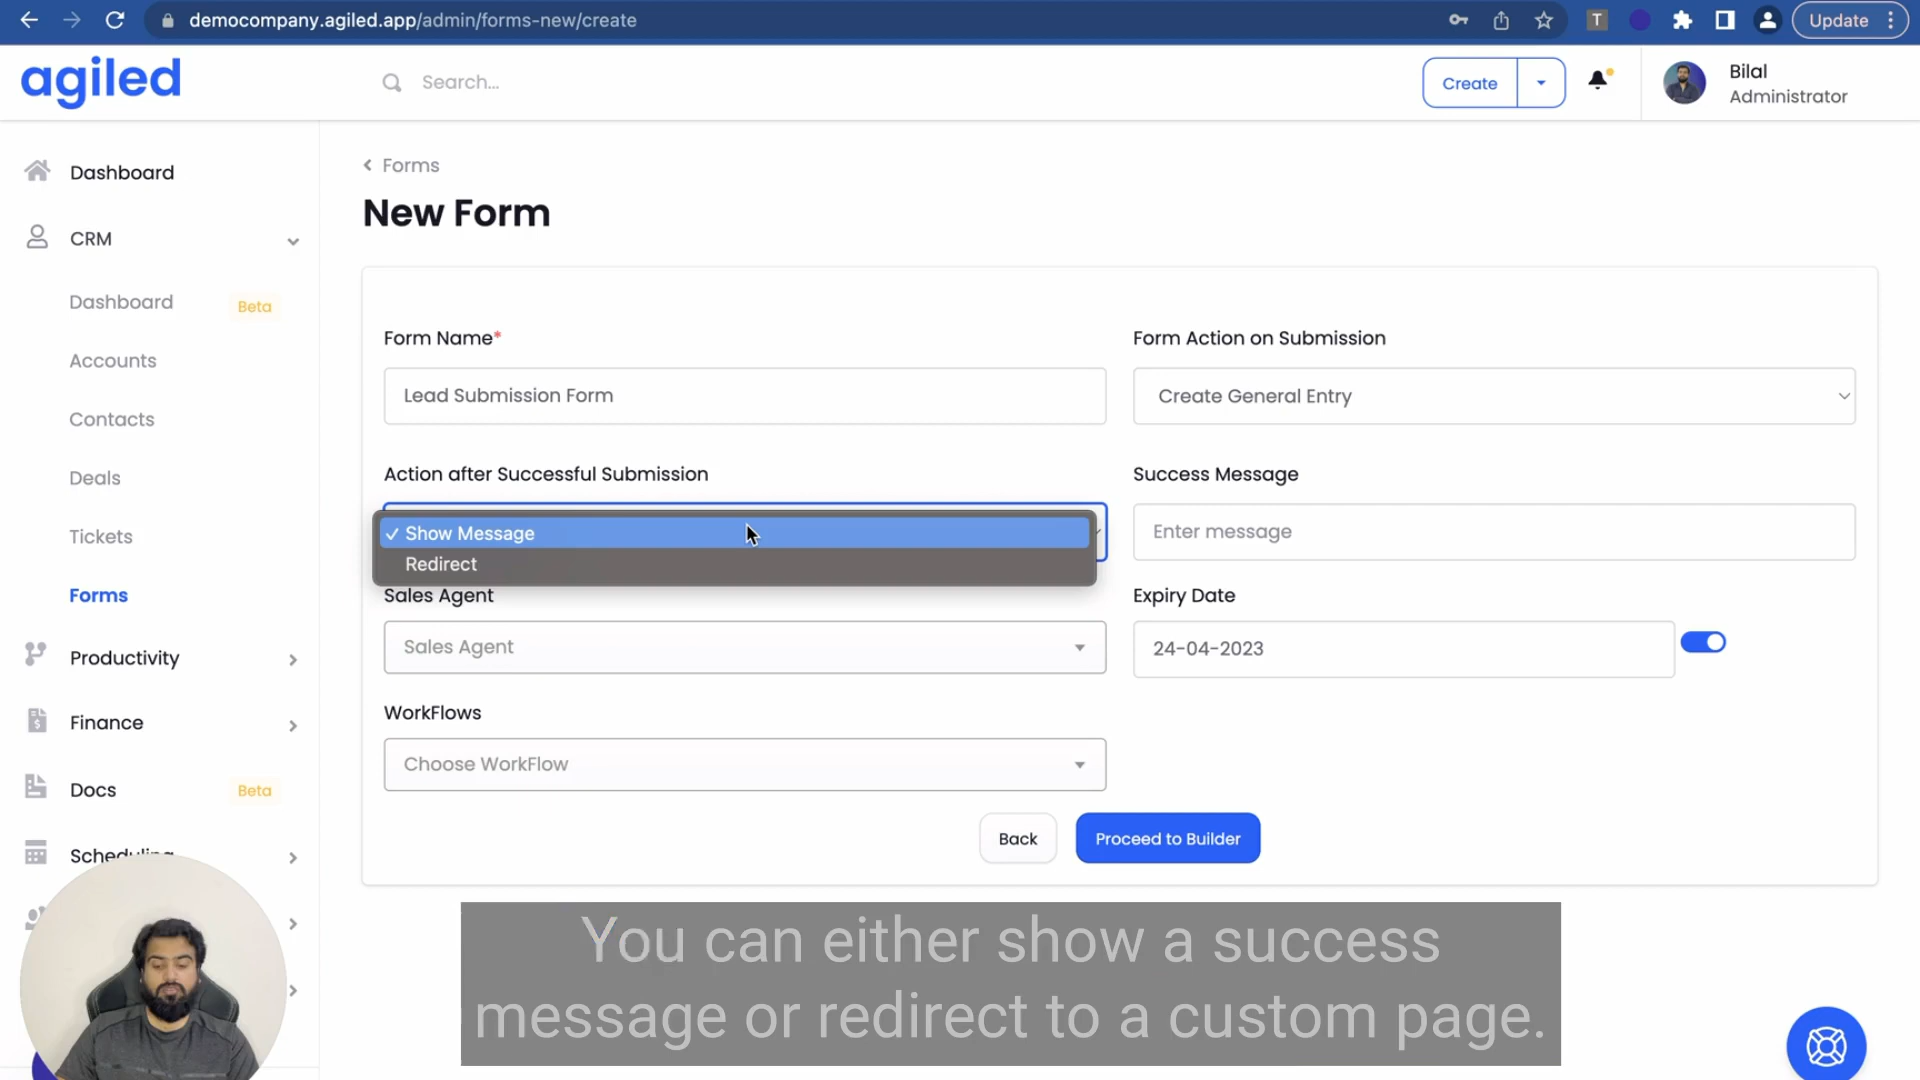 democompany.agiled.app/admin/forms-new/create
T
Update
agiled
Search...
Create
Bilal
Administrator
Dashboard
CRM
Dashboard
Beta
Accounts
Contacts
Deals
Tickets
Forms
Productivity
Finance
Docs
Beta
Scheduling
Forms
New Form
Form Name*
Lead Submission Form
Form Action on Submission
Create General Entry
Action after Successful Submission
Show Message
Redirect
Success Message
Enter message
Sales Agent
Sales Agent
Expiry Date
24-04-2023
WorkFlows
Choose WorkFlow
Back
Proceed to Builder
You can either show a success
message or redirect to a custom page.